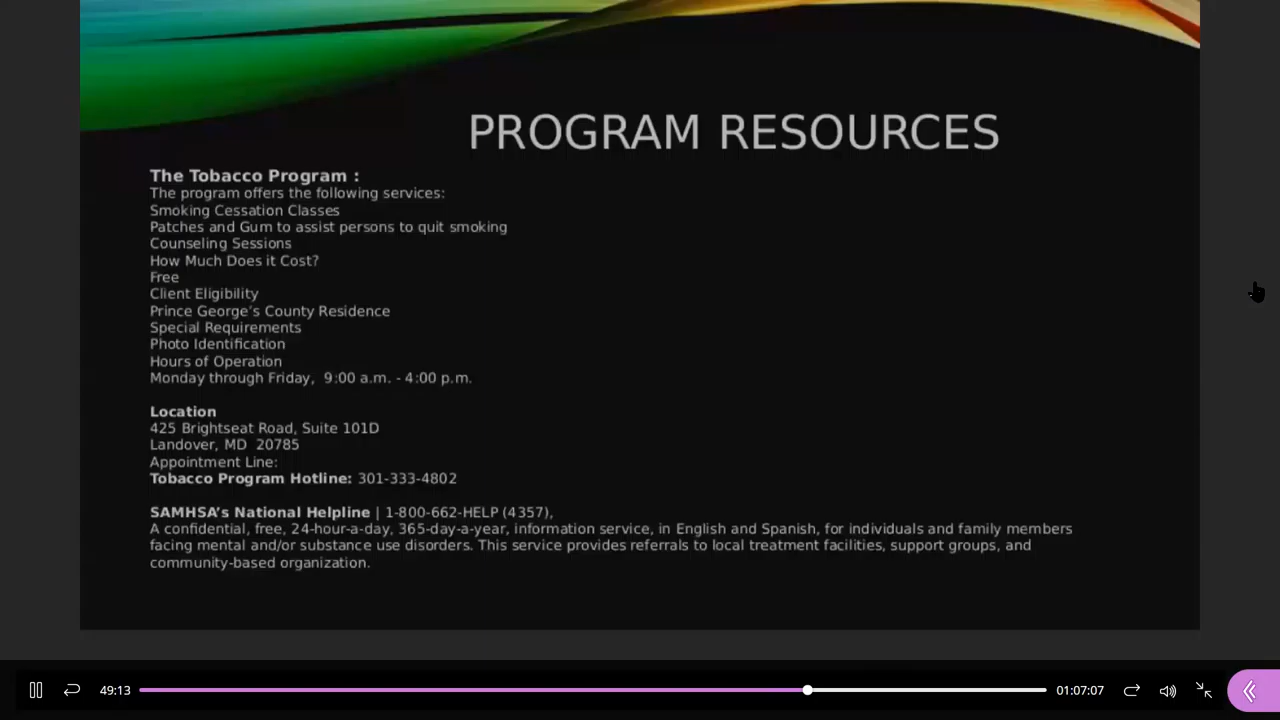 PROGRAM RESOURCES
The Tobacco Program :
The program offers the following services:
Smoking Cessation Classes
Patches and Gum to assist persons to quit smoking
Counseling Sessions
How Much Does it Cost?
Free
Client Eligibility
Prince George's County Residence
Special Requirements
Photo Identification
Hours of Operation
Monday through Friday,  9:00 a.m. - 4:00 p.m.
Location
425 Brightseat Road, Suite 101D
Landover, MD  20785
Appointment Line:
Tobacco Program Hotline: 301-333-4802
SAMHSA's National Helpline | 1-800-662-HELP (4357),
A confidential, free, 24-hour-a-day, 365-day-a-year, information service, in English and Spanish, for individuals and family members
facing mental and/or substance use disorders. This service provides referrals to local treatment facilities, support groups, and
community-based organization.
49:13
01:07:07